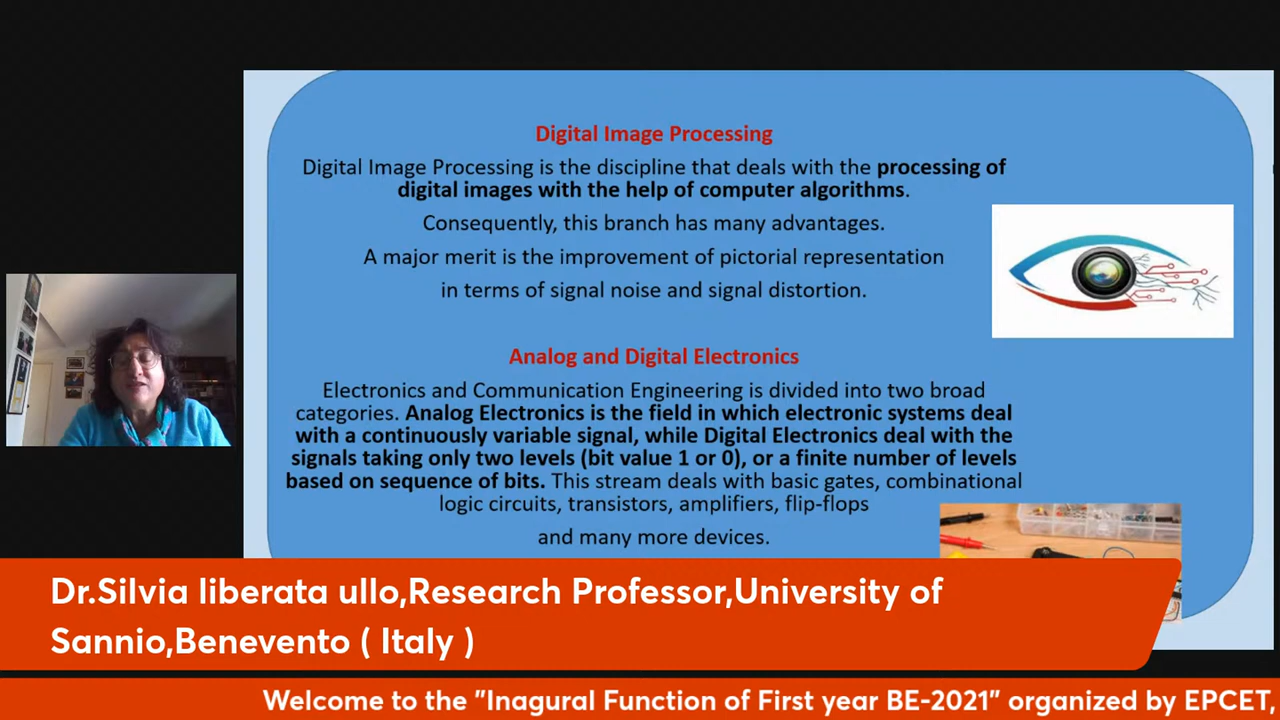 Digital Image Processing
Digital Image Processing is the discipline that deals with the processing of
digital images with the help of computer algorithms.
Consequently, this branch has many advantages.
A major merit is the improvement of pictorial representation
in terms of signal noise and signal distortion.
Analog and Digital Electronics
Electronics and Communication Engineering is divided into two broad
categories. Analog Electronics is the field in which electronic systems deal
with a continuously variable signal, while Digital Electronics deal with the
signals taking only two levels (bit value 1 or 0), or a finite number of levels
based on sequence of bits. This stream deals with basic gates, combinational
logic circuits, transistors, amplifiers, flip-flops
and many more devices.
Dr.Silvia liberata ullo,Research Professor,University of
Sannio,Benevento ( Italy )
Welcome to the "Inagural Function of First year BE-2021" organized by EPCET,